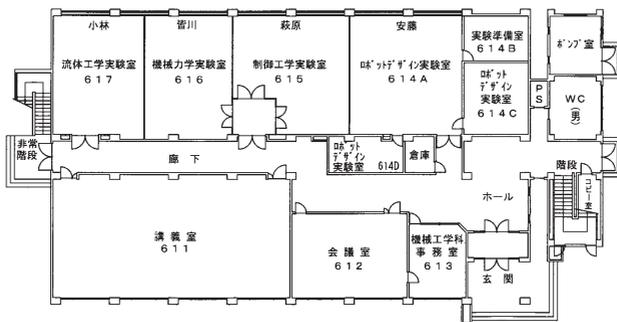 小林
皆川
萩原
安藤
流体工学実験室
617
機械力学実験室
616
制御工学実験室
615
ロボットデザイン実験室
614A
実験準備室
614B
ロボット
デザイン
実験室
614C
PS
ポンプ室
WC
(男)
非常
階段
廊下
ロボット
デザイン
実験室 614D
倉庫
階段
コピー室
ホール
講義室
611
会議室
612
機械工学科
事務室
613
玄関